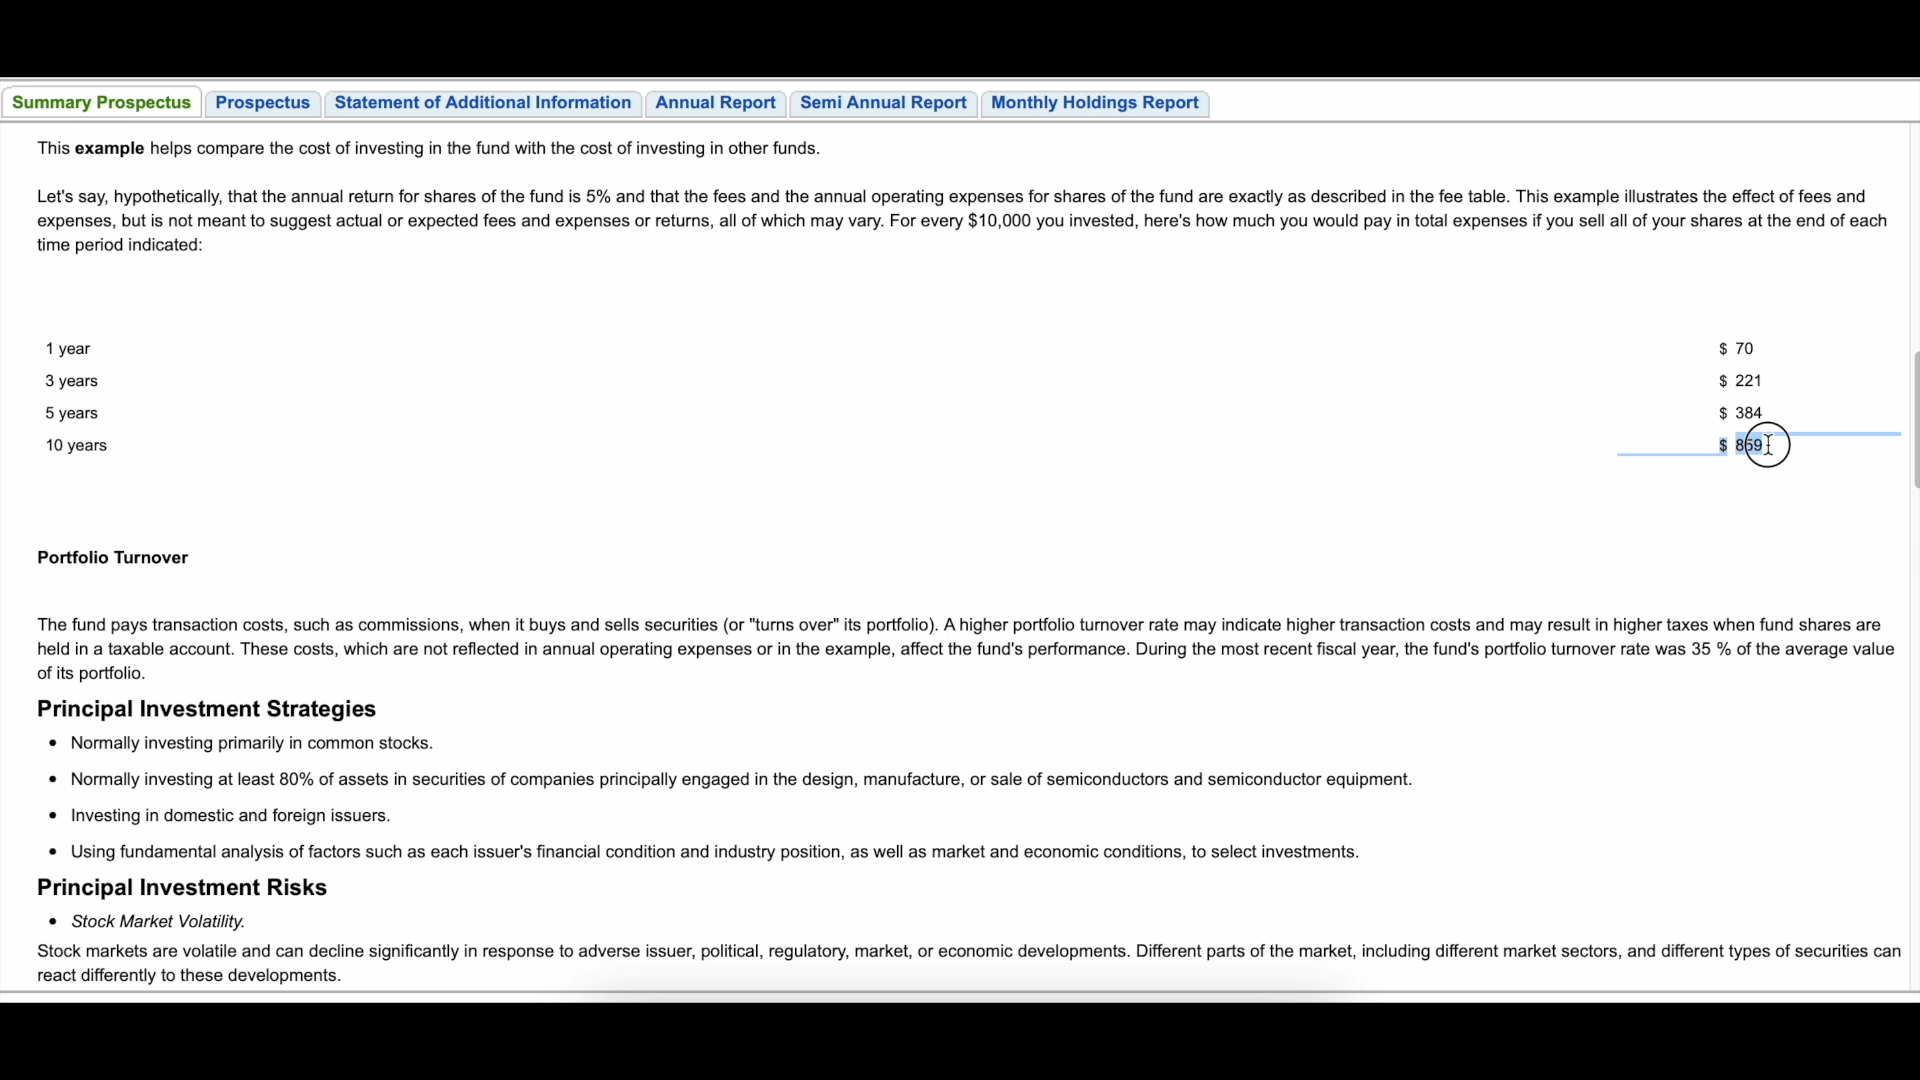 Summary Prospectus Prospectus Statement of Additional Information Annual Report Semi Annual Report Monthly Holdings Report
This example helps compare the cost of investing in the fund with the cost of investing in other funds.
Let's say, hypothetically, that the annual return for shares of the fund is 5% and that the fees and the annual operating expenses for shares of the fund are exactly as described in the fee table. This example illustrates the effect of fees and
expenses, but is not meant to suggest actual or expected fees and expenses or returns, all of which may vary. For every $10,000 you invested, here's how much you would pay in total expenses if you sell all of your shares at the end of each
time period indicated:
1 year $ 70
3 years $ 221
5 years $ 384
10 years $ 859
Portfolio Turnover
The fund pays transaction costs, such as commissions, when it buys and sells securities (or "turns over" its portfolio). A higher portfolio turnover rate may indicate higher transaction costs and may result in higher taxes when fund shares are
held in a taxable account. These costs, which are not reflected in annual operating expenses or in the example, affect the fund's performance. During the most recent fiscal year, the fund's portfolio turnover rate was 35 % of the average value
of its portfolio.
Principal Investment Strategies
• Normally investing primarily in common stocks.
• Normally investing at least 80% of assets in securities of companies principally engaged in the design, manufacture, or sale of semiconductors and semiconductor equipment.
• Investing in domestic and foreign issuers.
• Using fundamental analysis of factors such as each issuer's financial condition and industry position, as well as market and economic conditions, to select investments.
Principal Investment Risks
• Stock Market Volatility.
Stock markets are volatile and can decline significantly in response to adverse issuer, political, regulatory, market, or economic developments. Different parts of the market, including different market sectors, and different types of securities can
react differently to these developments.